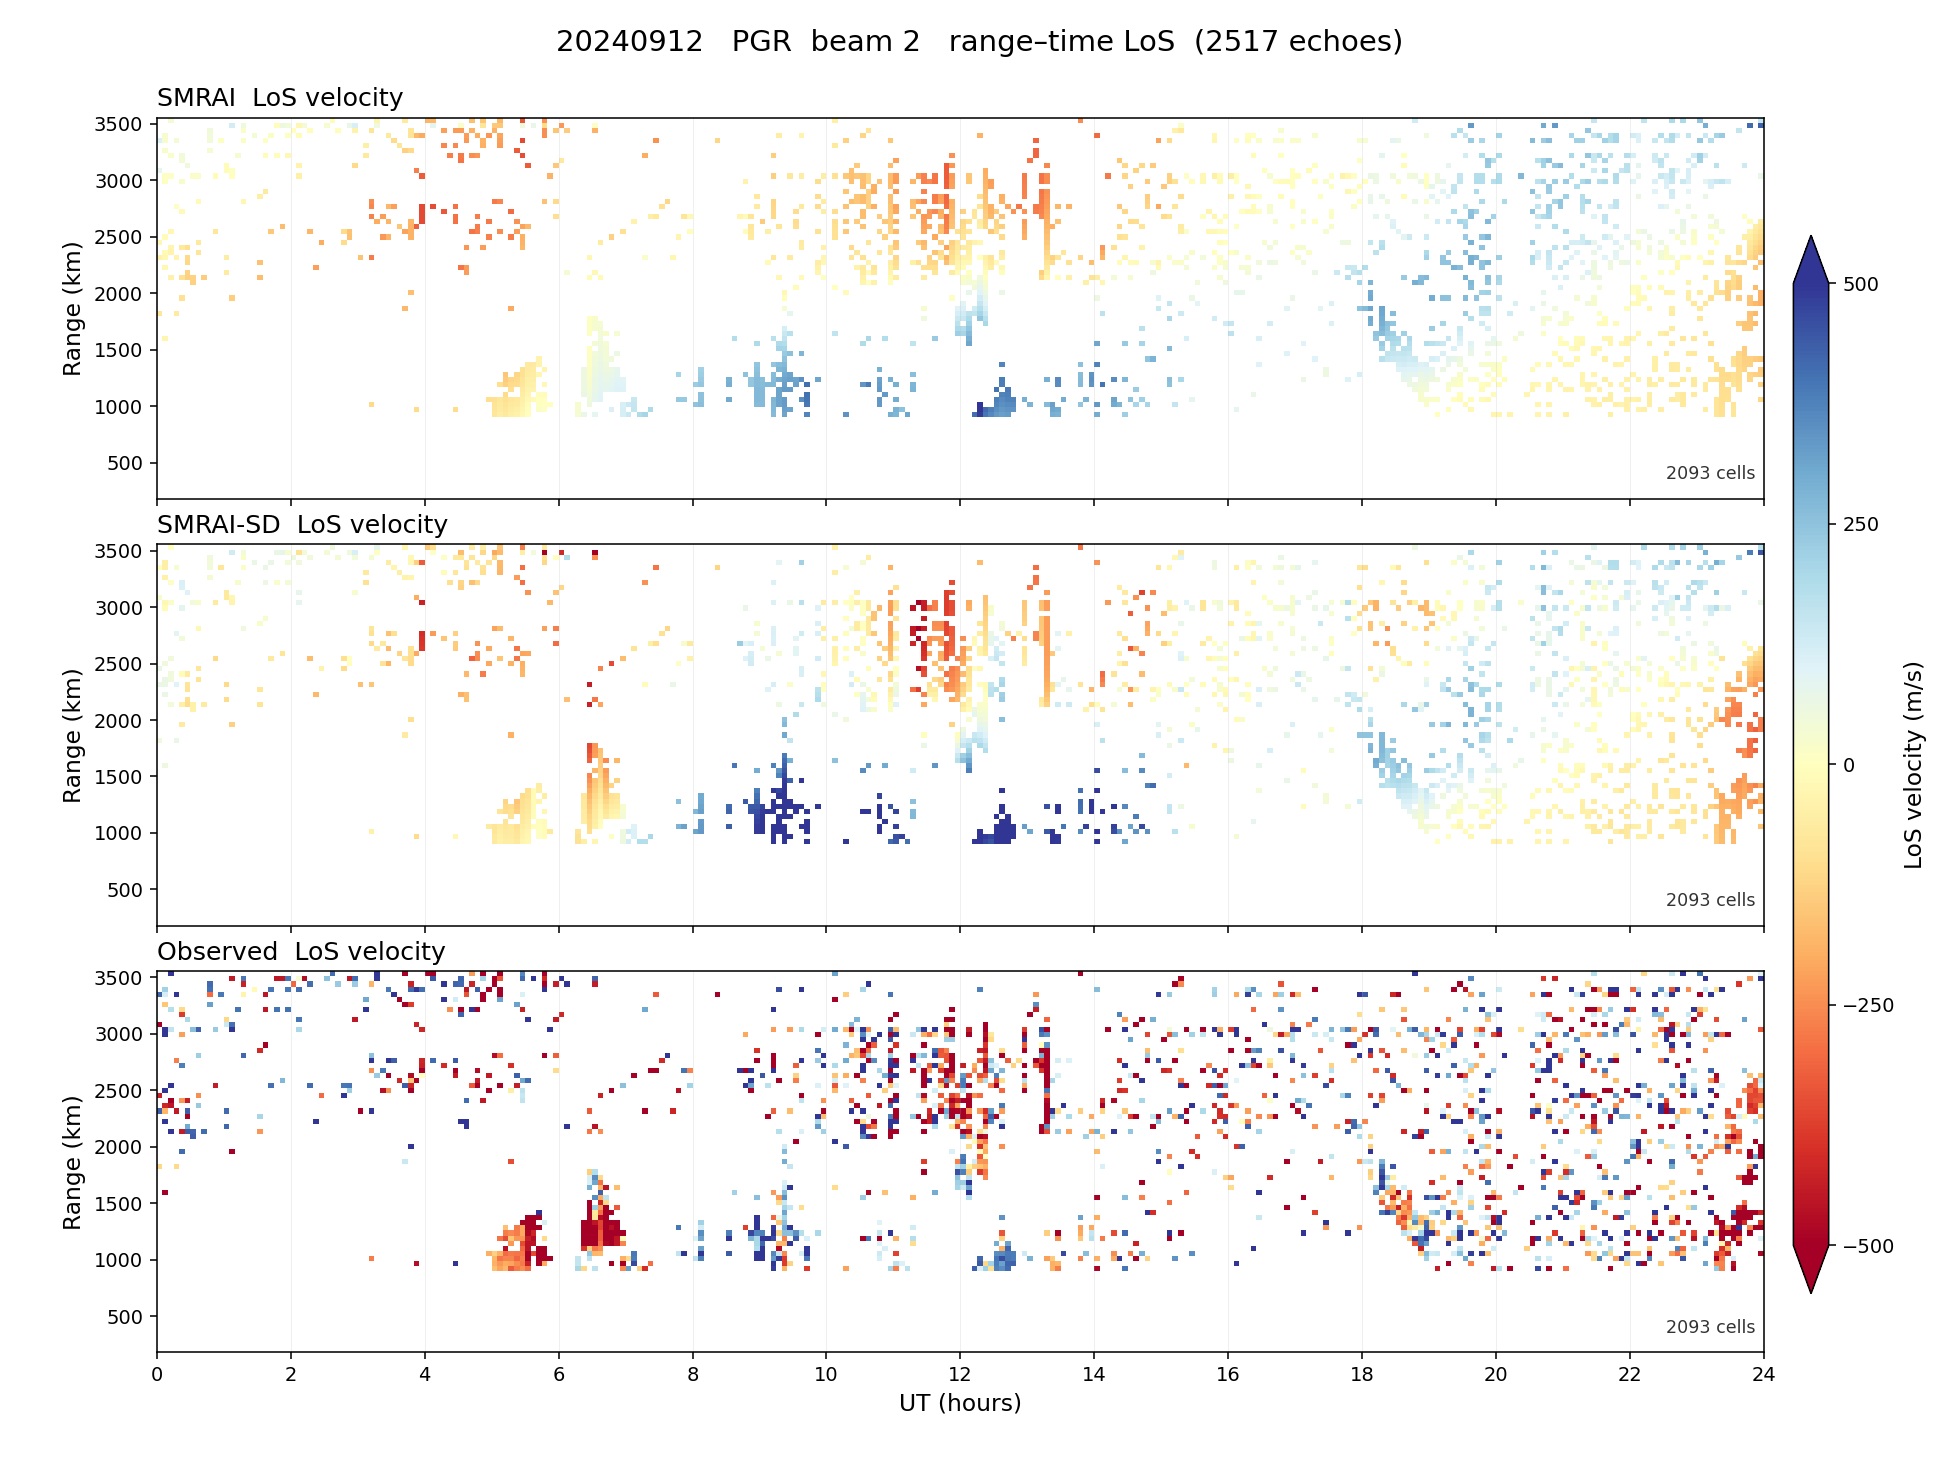 20240912   PGR  beam 2   range–time LoS  (2517 echoes)
SMRAI  LoS velocity
3500
3000
2500
2000
1500
1000
500
Range (km)
2093 cells
SMRAI-SD  LoS velocity
3500
3000
2500
2000
1500
1000
500
Range (km)
2093 cells
Observed  LoS velocity
3500
3000
2500
2000
1500
1000
500
Range (km)
2093 cells
0 2 4 6 8 10 12 14 16 18 20 22 24
UT (hours)
500
250
0
−250
−500
LoS velocity (m/s)